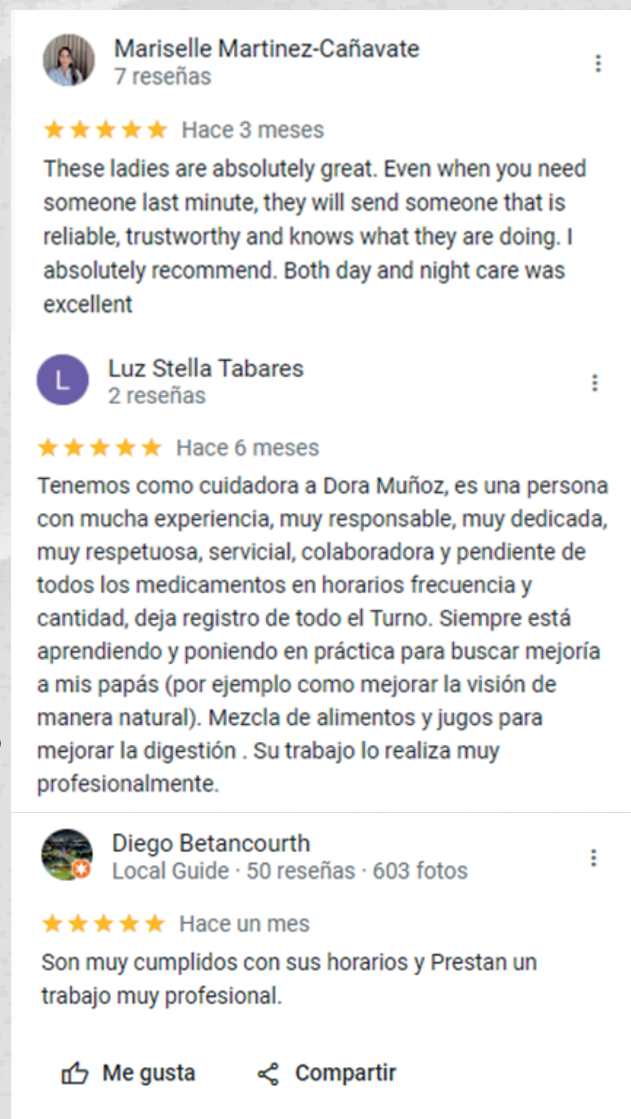 Mariselle Martinez-Cañavate
7 reseñas
Hace 3 meses
These ladies are absolutely great. Even when you need
someone last minute, they will send someone that is
reliable, trustworthy and knows what they are doing. I
absolutely recommend. Both day and night care was
excellent
L
Luz Stella Tabares
2 reseñas
Hace 6 meses
Tenemos como cuidadora a Dora Muñoz, es una persona
con mucha experiencia, muy responsable, muy dedicada,
muy respetuosa, servicial, colaboradora y pendiente de
todos los medicamentos en horarios frecuencia y
cantidad, deja registro de todo el Turno. Siempre está
aprendiendo y poniendo en práctica para buscar mejoría
a mis papás (por ejemplo como mejorar la visión de
manera natural). Mezcla de alimentos y jugos para
mejorar la digestión . Su trabajo lo realiza muy
profesionalmente.
Diego Betancourth
Local Guide · 50 reseñas · 603 fotos
Hace un mes
Son muy cumplidos con sus horarios y Prestan un
trabajo muy profesional.
Me gusta Compartir